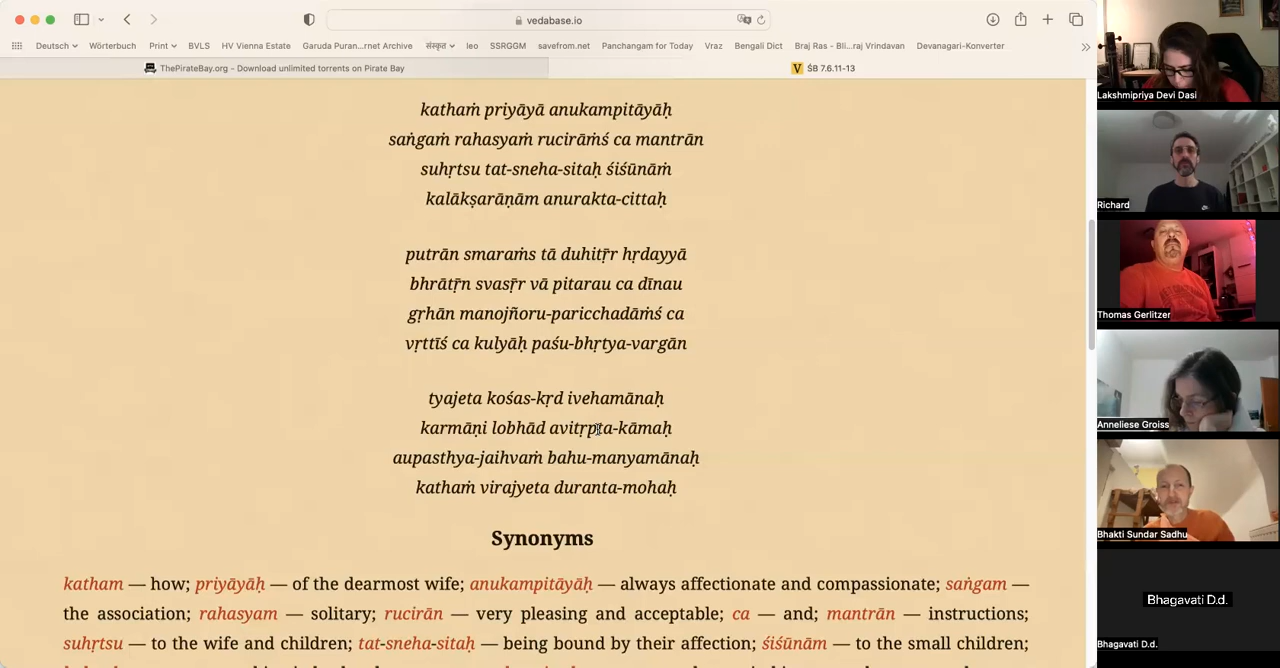 vedabase.io
Deutsch
Wörterbuch
Print
BVLS
HV Vienna Estate
Garuda Puran...rnet Archive
संस्कृत
leo
SSRGGM
savefrom.net
Panchangam for Today
Vraz
Bengali Dict
Braj Ras - Bli...raj Vrindavan
Devanagari-Konverter
ThePirateBay.org - Download unlimited torrents on Pirate Bay
V ŚB 7.6.11-13
kathaṁ priyāyā anukampitāyāḥ
saṅgaṁ rahasyaṁ rucirāṁś ca mantrān
suhṛtsu tat-sneha-sitaḥ śiśūnāṁ
kalākṣarāṇām anurakta-cittaḥ
putrān smaraṁs tā duhitṝr hṛdayyā
bhrātṝn svasṝr vā pitarau ca dīnau
gṛhān manojñoru-paricchadāṁś ca
vṛttīś ca kulyāḥ paśu-bhṛtya-vargān
tyajeta kośas-kṛd ivehamānaḥ
karmāṇi lobhād avitṛpta-kāmaḥ
aupasthya-jaihvaṁ bahu-manyamānaḥ
kathaṁ virajyeta duranta-mohaḥ
Synonyms
katham — how; priyāyāḥ — of the dearmost wife; anukampitāyāḥ — always affectionate and compassionate; saṅgam —
the association; rahasyam — solitary; rucirān — very pleasing and acceptable; ca — and; mantrān — instructions;
suhṛtsu — to the wife and children; tat-sneha-sitaḥ — being bound by their affection; śiśūnām — to the small children;
Lakshmipriya Devi Dasi
Richard
Thomas Gerlitzer
Anneliese Groiss
Bhakti Sundar Sadhu
Bhagavati D.d.
Bhagavati D.d.